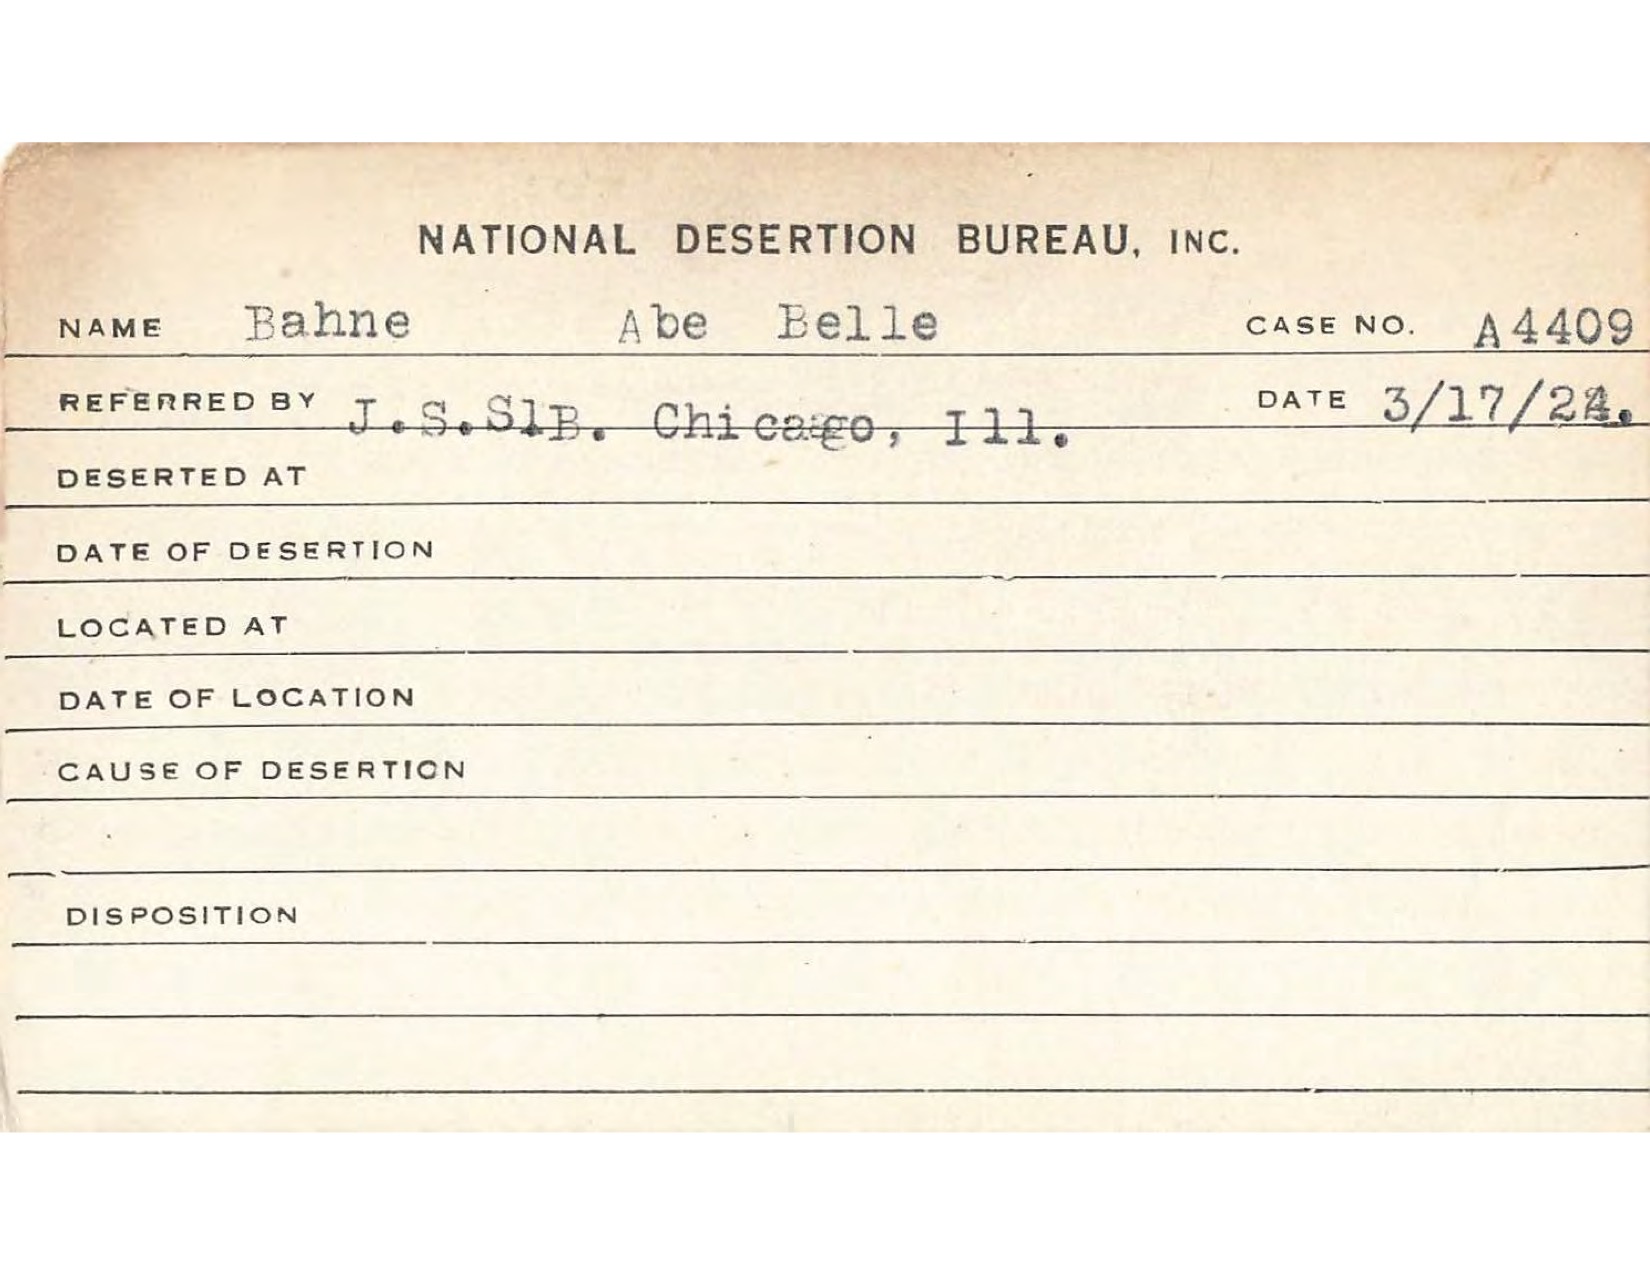 NATIONAL DESERTION BUREAU, INC.
NAME Bahne Abe Belle CASE NO. A4409
REFERRED BY J.S.SlB. Chicago, Ill. DATE 3/17/24.
DESERTED AT
DATE OF DESERTION
LOCATED AT
DATE OF LOCATION
CAUSE OF DESERTION
DISPOSITION